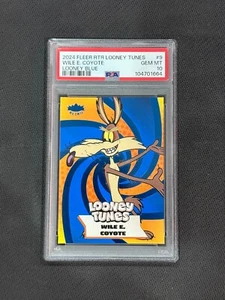 2024 FLEER RTR LOONEY TUNES #9
WILE E. COYOTE GEM MT
LOONEY BLUE 10
PSA 104701664
LOONEY
TUNES
WILE E.
COYOTE